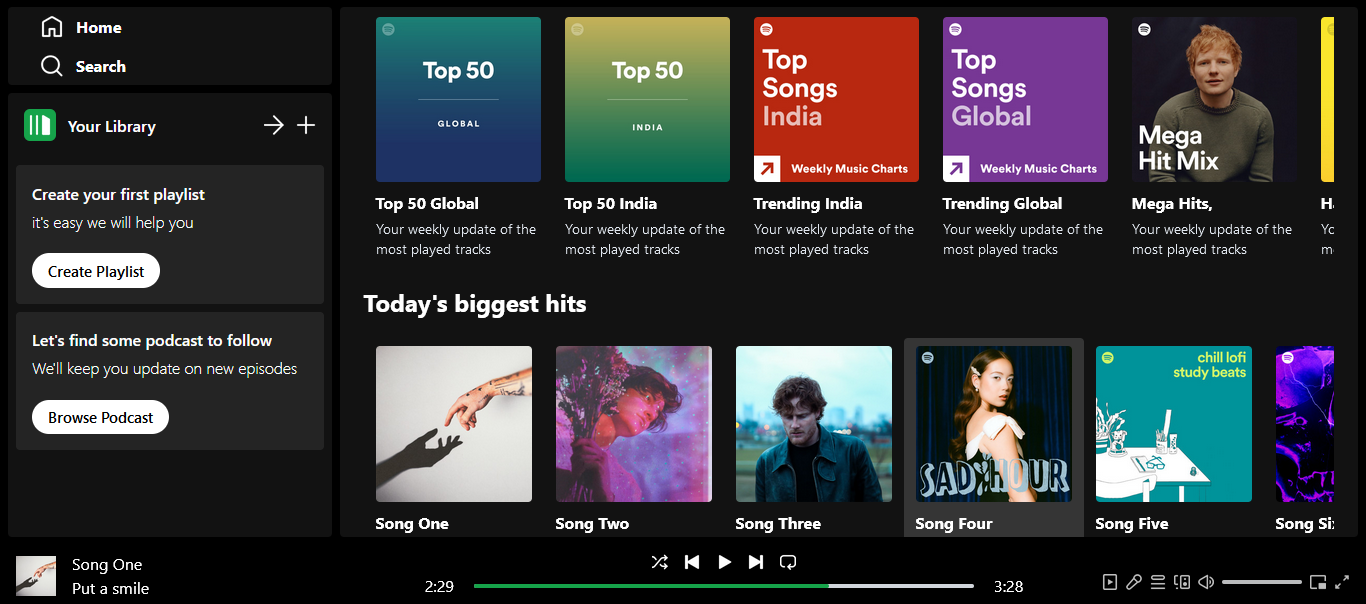 Home
Search
Your Library
Create your first playlist
it's easy we will help you
Create Playlist
Let's find some podcast to follow
We'll keep you update on new episodes
Browse Podcast
Top 50
GLOBAL
Top 50
INDIA
Top
Songs
India
Weekly Music Charts
Top
Songs
Global
Weekly Music Charts
Mega
Hit Mix
Top 50 Global
Your weekly update of the
most played tracks
Top 50 India
Your weekly update of the
most played tracks
Trending India
Your weekly update of the
most played tracks
Trending Global
Your weekly update of the
most played tracks
Mega Hits,
Your weekly update of the
most played tracks
Today's biggest hits
SAD HOUR
chill lofi
study beats
Song One
Song Two
Song Three
Song Four
Song Five
Song
Song One
Put a smile
2:29
3:28